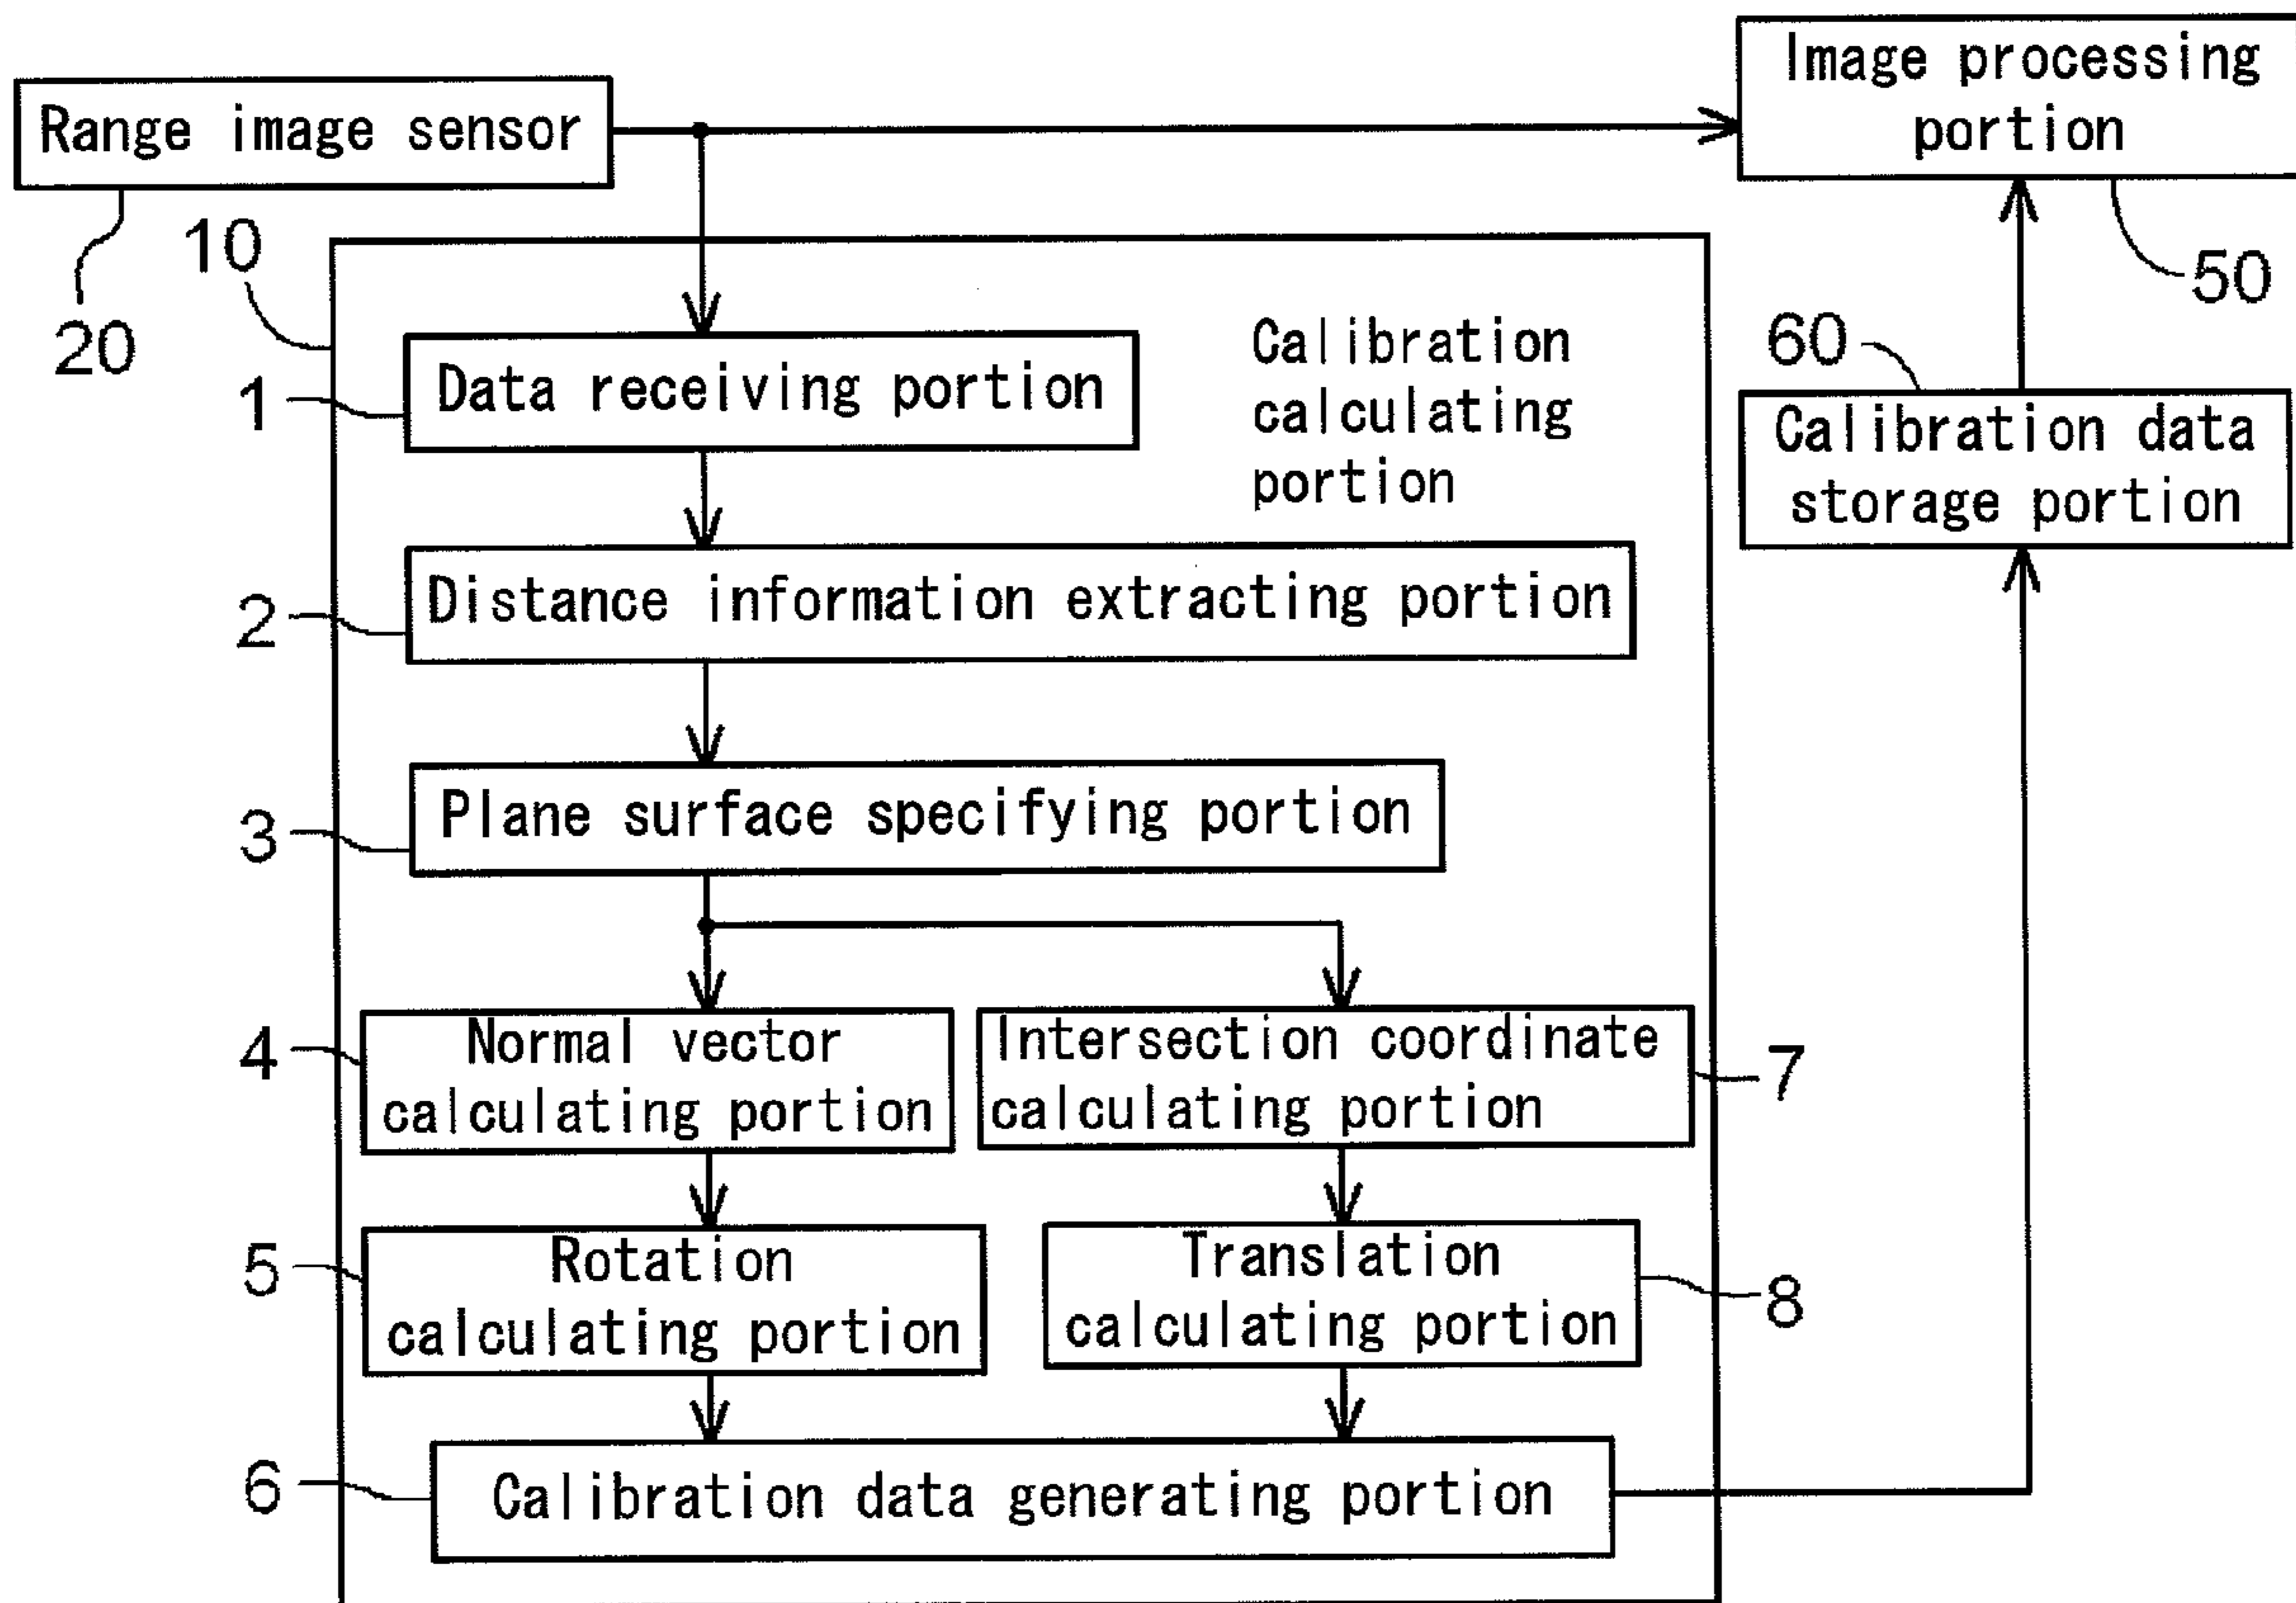 Image processing
portion
Range image sensor
10
50
20
Calibration
calculating
portion
60
1
Data receiving portion
Calibration data
storage portion
2
Distance information extracting portion
3
Plane surface specifying portion
4
Normal vector
calculating portion
Intersection coordinate
calculating portion
7
5
Rotation
calculating portion
Translation
calculating portion
8
6
Calibration data generating portion